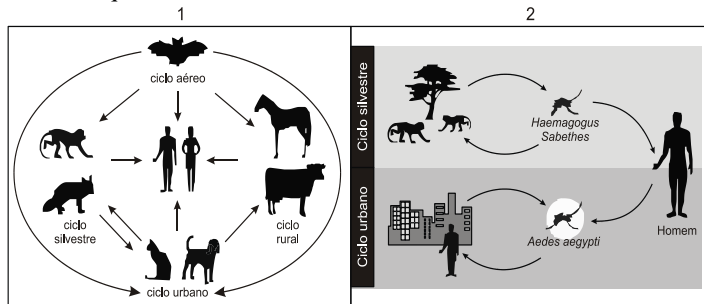 1
2
ciclo aéreo
ciclo
silvestre
ciclo
rural
ciclo urbano
Ciclo silvestre
Haemagogus
Sabethes
Ciclo urbano
Aedes aegypti
Homem